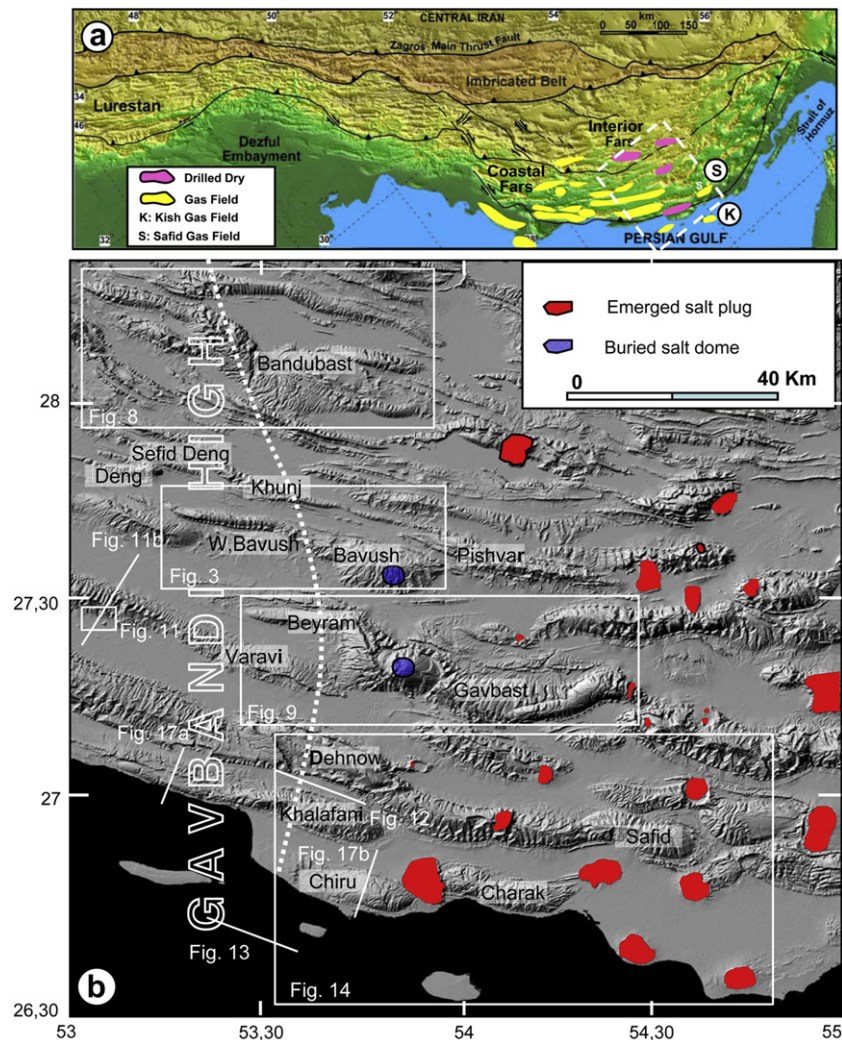 a
48
50
52
CENTRAL IRAN
54
km
0 50 100 150
56
Zagros Main Thrust Fault
Imbricated Belt
34
Lurestan
46
Dezful
Embayment
Interior
Fars
Coastal
Fars
Strait of
Hormuz
S
s
K
Drilled Dry
Gas Field
K: Kish Gas Field
S: Safid Gas Field
32
30
28
PERSIAN GULF
Emerged salt plug
Buried salt dome
0 40 Km
Bandubast
28
Fig. 8
Sefid Deng
Deng
Khunj
W,Bavush
Bavush
Pishvar
Fig. 11b
Fig. 3
27,30
Fig. 11
Beyram
Varavi
Gavbast
Fig. 9
Fig. 17a
Dehnow
27
Khalafani
Fig. 12
Safid
Fig. 17b
Chiru
Charak
GAVBANDI HIGH
Fig. 13
b
Fig. 14
26,30
53
53,30
54
54,30
55